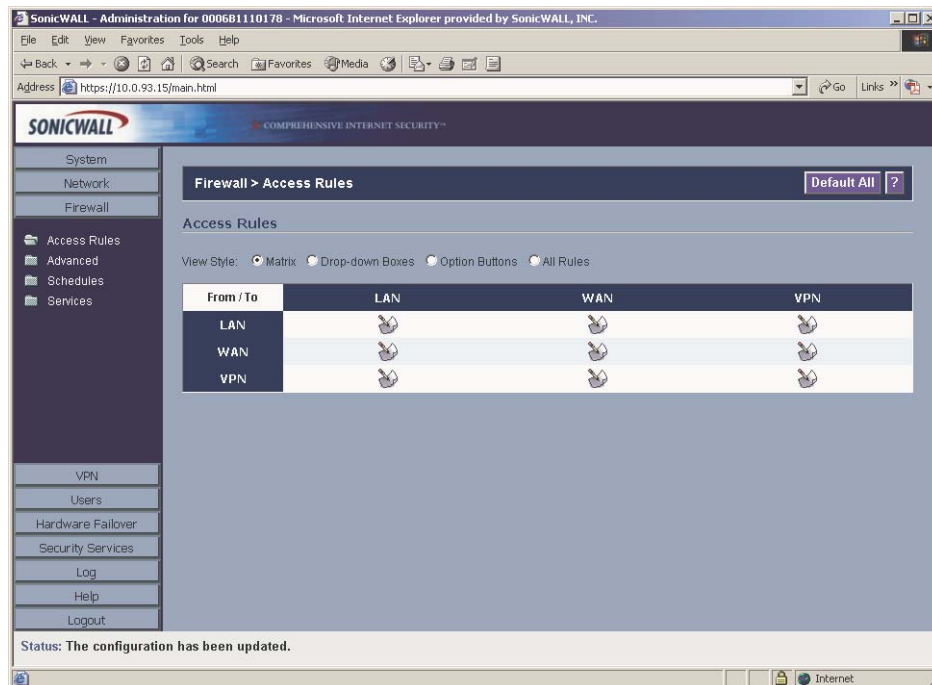 SonicWALL - Administration for 0006B1110178 - Microsoft Internet Explorer provided by SonicWALL, INC.
File Edit View Favorites Tools Help
Back Search Favorites Media
Address https://10.0.93.15/main.html Go Links »
SONICWALL COMPREHENSIVE INTERNET SECURITY™
System
Network
Firewall
Access Rules
Advanced
Schedules
Services
VPN
Users
Hardware Failover
Security Services
Log
Help
Logout
Firewall > Access Rules Default All ?
Access Rules
View Style: Matrix Drop-down Boxes Option Buttons All Rules
From / To LAN WAN VPN
LAN
WAN
VPN
Status: The configuration has been updated.
Internet